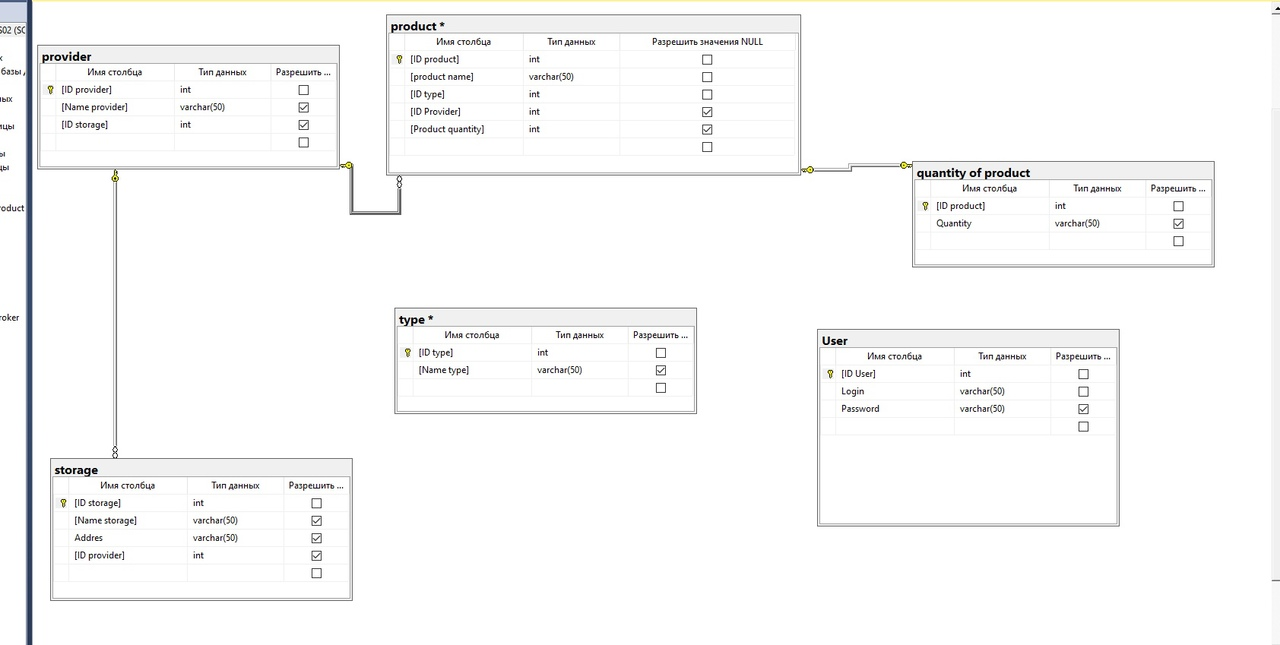 S02 (SC
базы
ных
ицы
ы
цы
roduct
roker
provider
Имя столбца Тип данных Разрешить ...
[ID provider] int
[Name provider] varchar(50)
[ID storage] int
product *
Имя столбца Тип данных Разрешить значения NULL
[ID product] int
[product name] varchar(50)
[ID type] int
[ID Provider] int
[Product quantity] int
quantity of product
Имя столбца Тип данных Разрешить ...
[ID product] int
Quantity varchar(50)
type *
Имя столбца Тип данных Разрешить ...
[ID type] int
[Name type] varchar(50)
User
Имя столбца Тип данных Разрешить ...
[ID User] int
Login varchar(50)
Password varchar(50)
storage
Имя столбца Тип данных Разрешить ...
[ID storage] int
[Name storage] varchar(50)
Addres varchar(50)
[ID provider] int